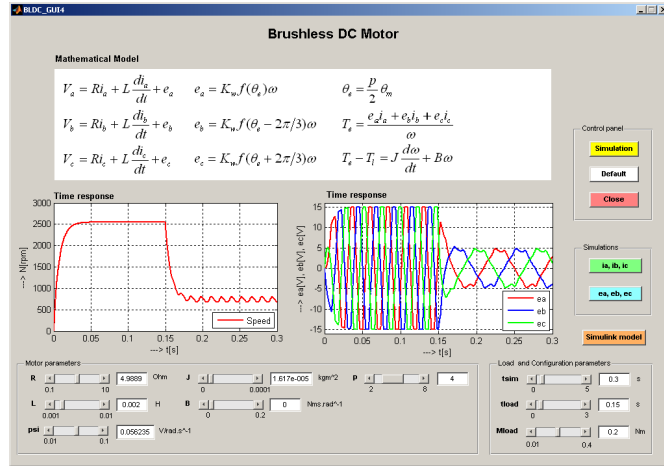 BLDC_GUI4
Brushless DC Motor
Mathematical Model
V_a = Ri_a + L di_a/dt + e_a   e_a = K_w f(θ_e)ω   θ_e = p/2 θ_m
V_b = Ri_b + L di_b/dt + e_b   e_b = K_w f(θ_e - 2π/3)ω   T_e = (e_a i_a + e_b i_b + e_c i_c)/ω
V_c = Ri_c + L di_c/dt + e_c   e_c = K_w f(θ_e + 2π/3)ω   T_e - T_l = J dω/dt + Bω
Control panel
Simulation
Default
Close
Time response
3000
2500
2000
1500
1000
500
0
---> N[rpm]
Speed
0 0.05 0.1 0.15 0.2 0.25 0.3
---> t[s]
Time response
15
10
5
0
-5
-10
-15
---> ea[V], eb[V], ec[V]
ea
eb
ec
0 0.05 0.1 0.15 0.2 0.25 0.3
---> t[s]
Simulations
ia, ib, ic
ea, eb, ec
Simulink model
Motor parameters
R 4.9889 Ohm
0.1 10
J 1.617e-005 kgm^2
0 0.0001
p 4
2 8
L 0.002 H
0.001 0.01
B 0 Nms.rad^-1
0 0.2
psi 0.056235 V/rad.s^-1
0.01 0.1
Load and Configuration parameters
tsim 0.3 s
0 5
tload 0.15 s
0 3
Mload 0.2 Nm
0.01 0.4